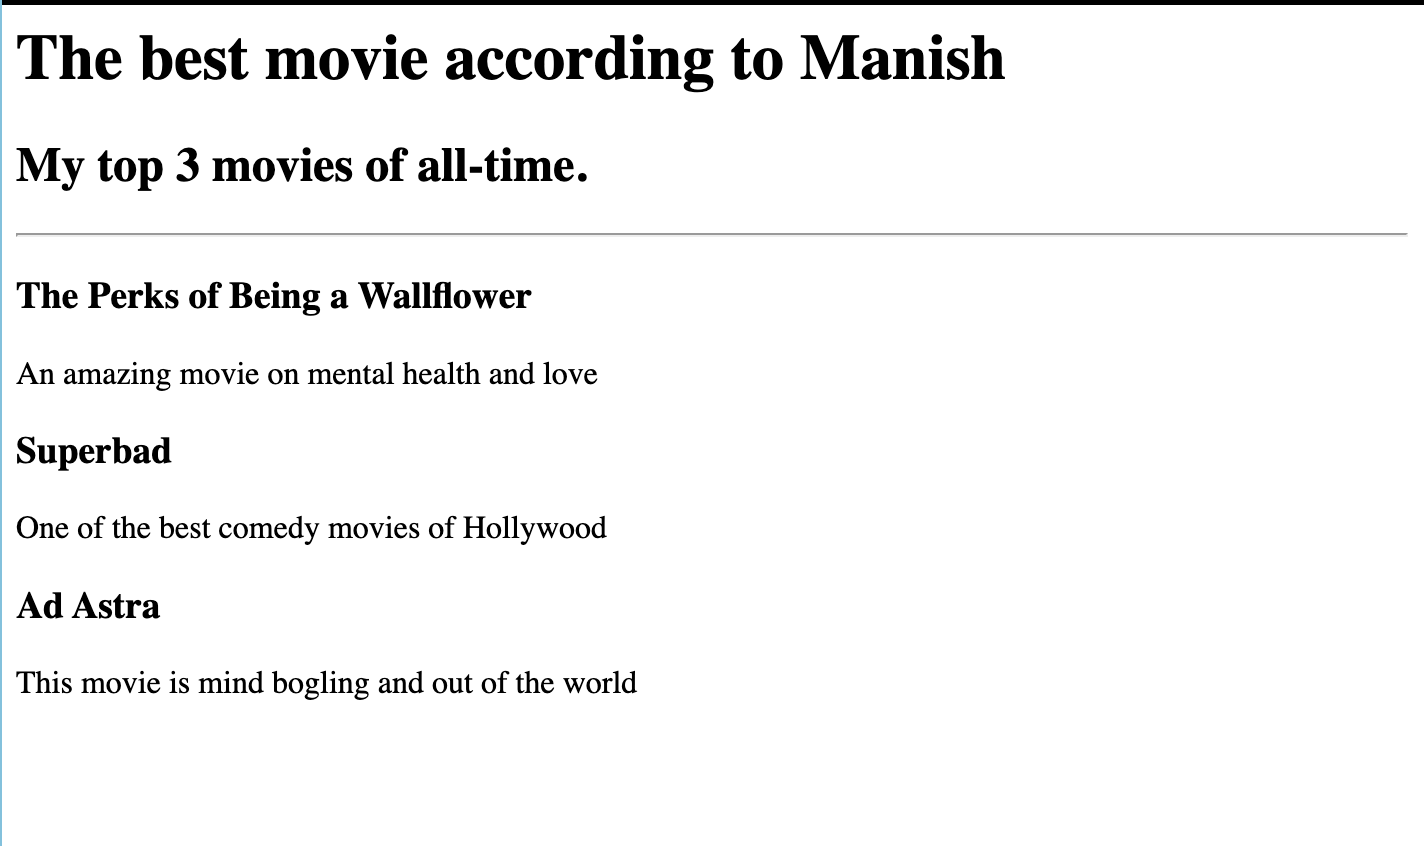 The best movie according to Manish
My top 3 movies of all-time.
The Perks of Being a Wallflower
An amazing movie on mental health and love
Superbad
One of the best comedy movies of Hollywood
Ad Astra
This movie is mind bogling and out of the world